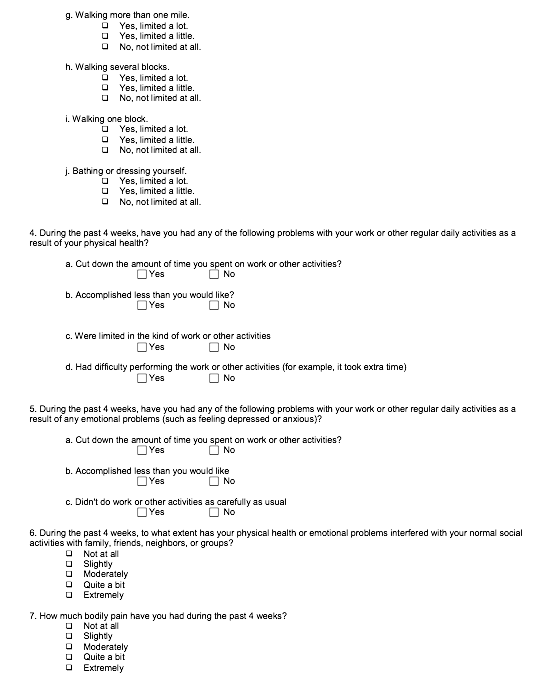 g. Walking more than one mile.
❑ Yes, limited a lot.
❑ Yes, limited a little.
❑ No, not limited at all.
h. Walking several blocks.
❑ Yes, limited a lot.
❑ Yes, limited a little.
❑ No, not limited at all.
i. Walking one block.
❑ Yes, limited a lot.
❑ Yes, limited a little.
❑ No, not limited at all.
j. Bathing or dressing yourself.
❑ Yes, limited a lot.
❑ Yes, limited a little.
❑ No, not limited at all.
4. During the past 4 weeks, have you had any of the following problems with your work or other regular daily activities as a
result of your physical health?
a. Cut down the amount of time you spent on work or other activities?
☐ Yes ☐ No
b. Accomplished less than you would like?
☐ Yes ☐ No
c. Were limited in the kind of work or other activities
☐ Yes ☐ No
d. Had difficulty performing the work or other activities (for example, it took extra time)
☐ Yes ☐ No
5. During the past 4 weeks, have you had any of the following problems with your work or other regular daily activities as a
result of any emotional problems (such as feeling depressed or anxious)?
a. Cut down the amount of time you spent on work or other activities?
☐ Yes ☐ No
b. Accomplished less than you would like
☐ Yes ☐ No
c. Didn't do work or other activities as carefully as usual
☐ Yes ☐ No
6. During the past 4 weeks, to what extent has your physical health or emotional problems interfered with your normal social
activities with family, friends, neighbors, or groups?
❑ Not at all
❑ Slightly
❑ Moderately
❑ Quite a bit
❑ Extremely
7. How much bodily pain have you had during the past 4 weeks?
❑ Not at all
❑ Slightly
❑ Moderately
❑ Quite a bit
❑ Extremely